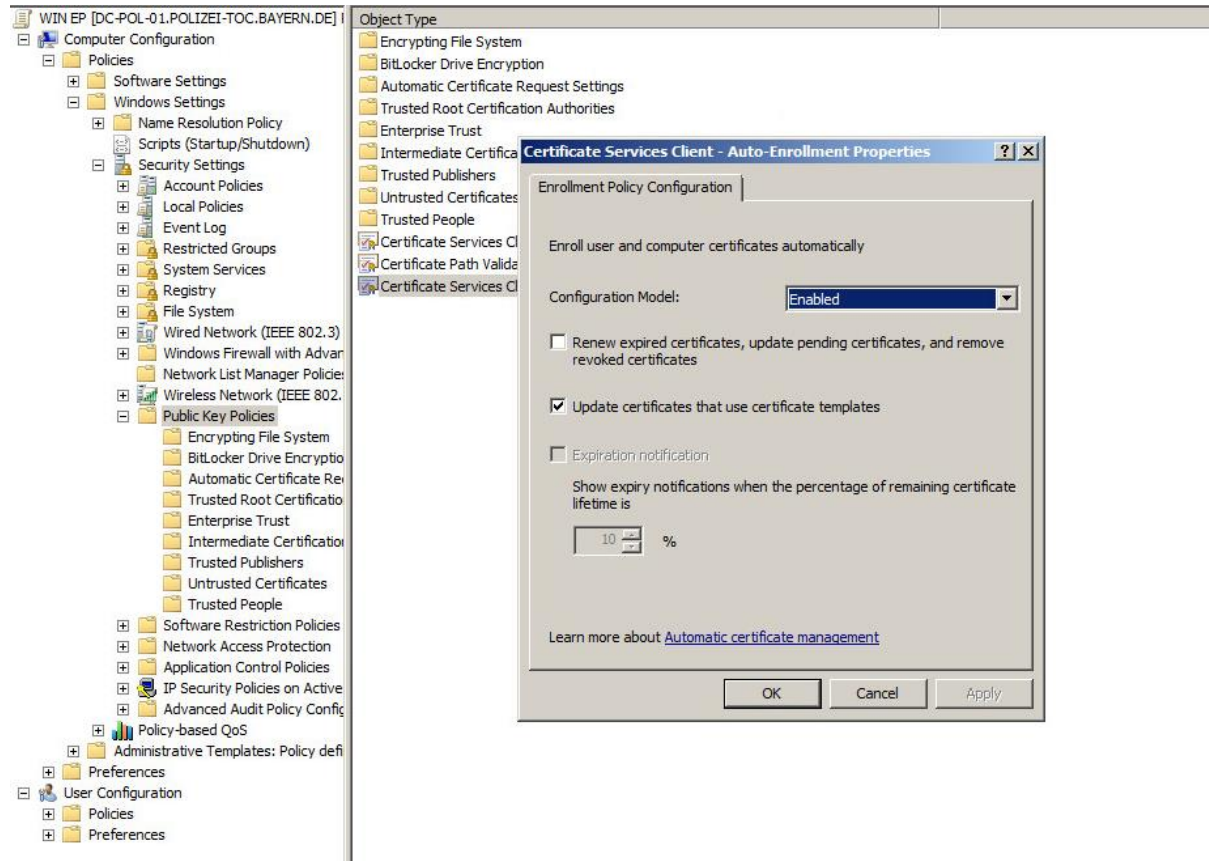 WIN EP [DC-POL-01.POLIZEI-TOC.BAYERN.DE]
Computer Configuration
Policies
Software Settings
Windows Settings
Name Resolution Policy
Scripts (Startup/Shutdown)
Security Settings
Account Policies
Local Policies
Event Log
Restricted Groups
System Services
Registry
File System
Wired Network (IEEE 802.3)
Windows Firewall with Advan
Network List Manager Policies
Wireless Network (IEEE 802.
Public Key Policies
Encrypting File System
BitLocker Drive Encryptio
Automatic Certificate Re
Trusted Root Certificatio
Enterprise Trust
Intermediate Certification
Trusted Publishers
Untrusted Certificates
Trusted People
Software Restriction Policies
Network Access Protection
Application Control Policies
IP Security Policies on Active
Advanced Audit Policy Config
Policy-based QoS
Administrative Templates: Policy defi
Preferences
User Configuration
Policies
Preferences
Object Type
Encrypting File System
BitLocker Drive Encryption
Automatic Certificate Request Settings
Trusted Root Certification Authorities
Enterprise Trust
Intermediate Certifica
Trusted Publishers
Untrusted Certificates
Trusted People
Certificate Services Cl
Certificate Path Valida
Certificate Services Cl
Certificate Services Client - Auto-Enrollment Properties
Enrollment Policy Configuration
Enroll user and computer certificates automatically
Configuration Model: Enabled
Renew expired certificates, update pending certificates, and remove
revoked certificates
Update certificates that use certificate templates
Expiration notification
Show expiry notifications when the percentage of remaining certificate
lifetime is
10 %
Learn more about Automatic certificate management
OK Cancel Apply